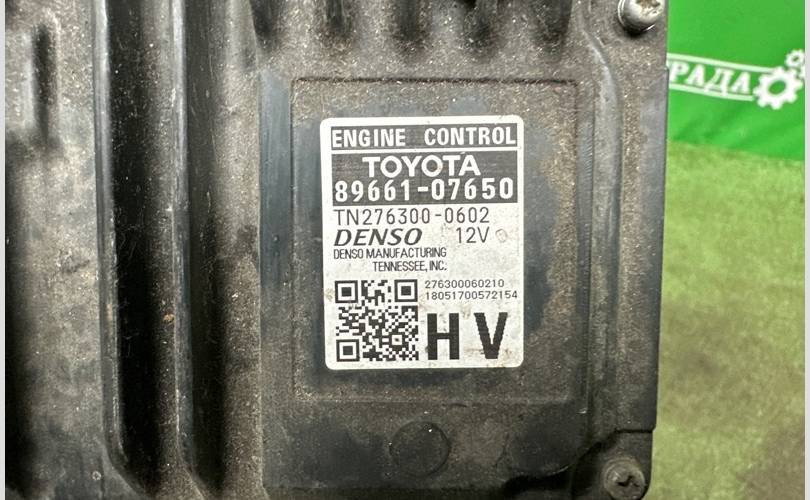 ENGINE CONTROL
TOYOTA
89661-07650
TN276300-0602
DENSO 12V
DENSO MANUFACTURING
TENNESSEE, INC.
276300060210
18051700572154
HV
РАДА